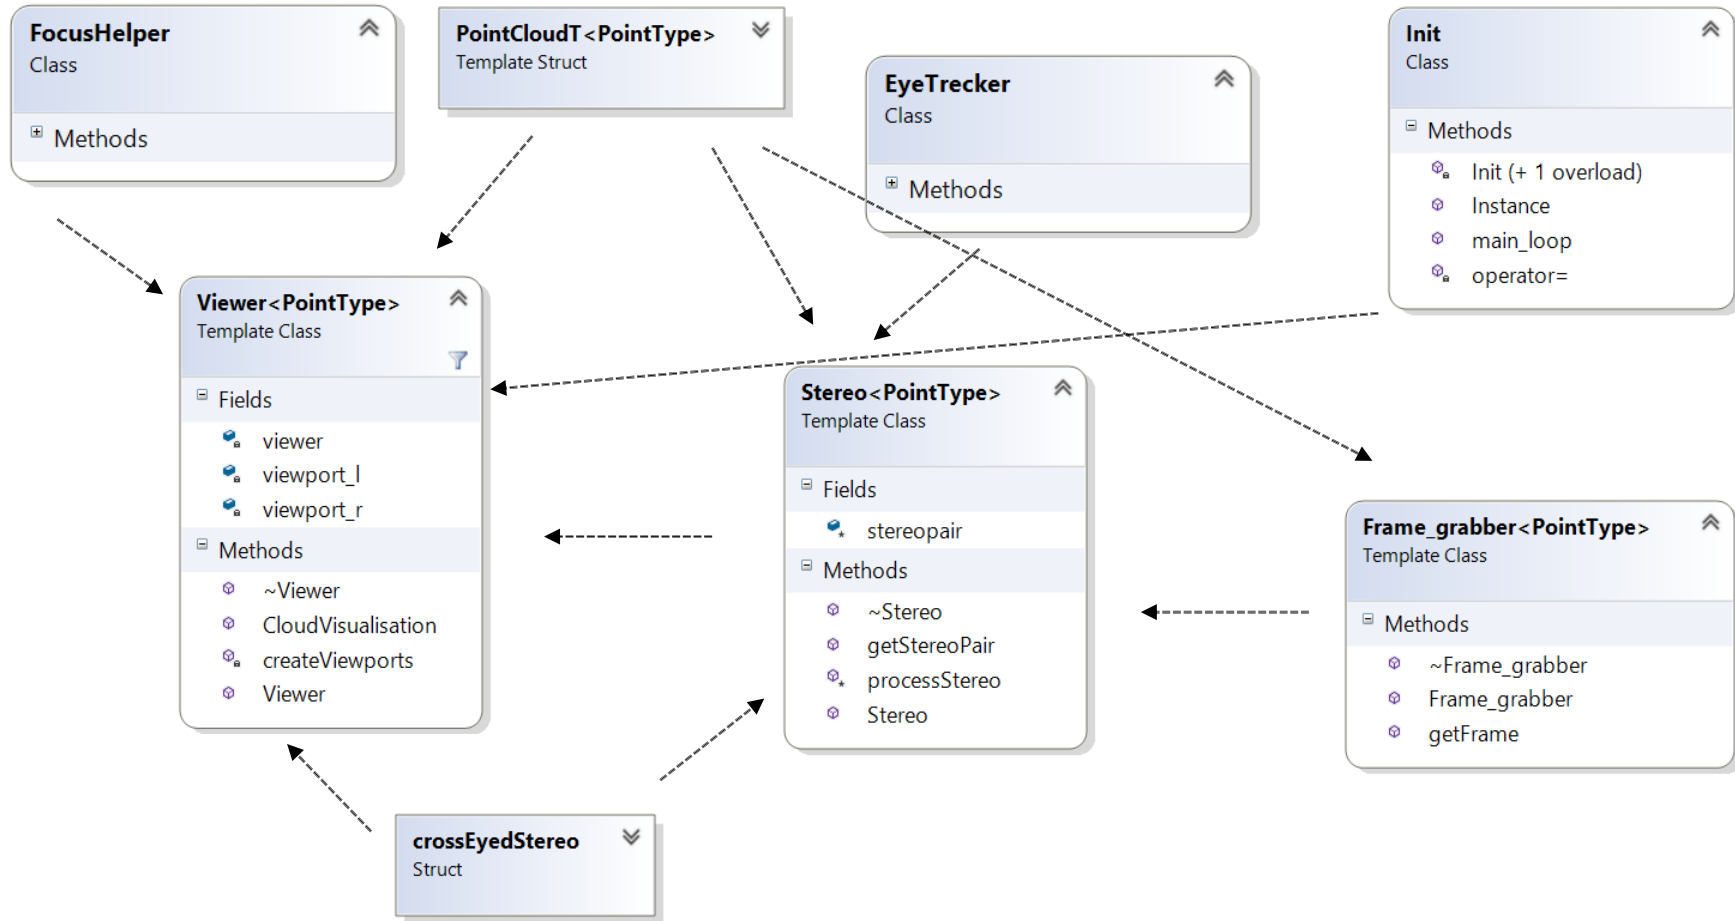 FocusHelper
Class
Methods
PointCloudT<PointType>
Template Struct
EyeTrecker
Class
Methods
Init
Class
Methods
Init (+ 1 overload)
Instance
main_loop
operator=
Viewer<PointType>
Template Class
Fields
viewer
viewport_l
viewport_r
Methods
~Viewer
CloudVisualisation
createViewports
Viewer
Stereo<PointType>
Template Class
Fields
stereopair
Methods
~Stereo
getStereoPair
processStereo
Stereo
Frame_grabber<PointType>
Template Class
Methods
~Frame_grabber
Frame_grabber
getFrame
crossEyedStereo
Struct